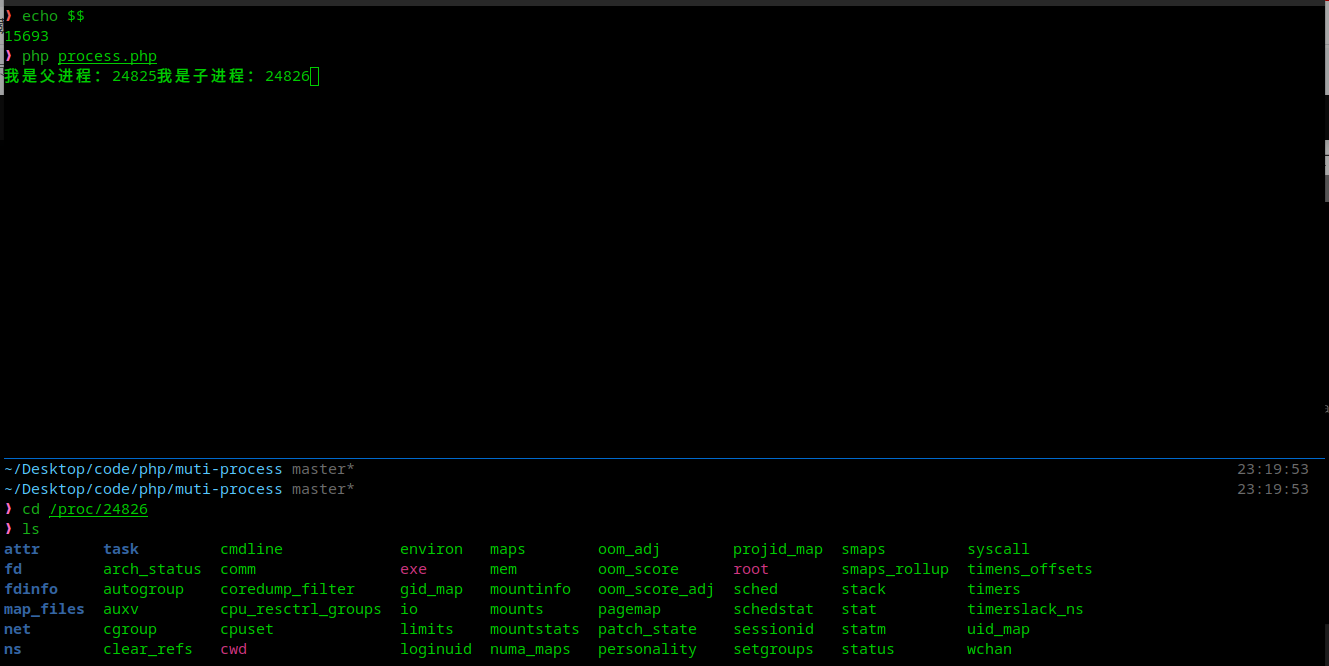 ❯ echo $$
15693
❯ php process.php
我是父进程: 24825我是子进程: 24826
~/Desktop/code/php/muti-process master* 23:19:53
~/Desktop/code/php/muti-process master* 23:19:53
❯ cd /proc/24826
❯ ls
attr task cmdline environ maps oom_adj projid_map smaps syscall
fd arch_status comm exe mem oom_score root smaps_rollup timens_offsets
fdinfo autogroup coredump_filter gid_map mountinfo oom_score_adj sched stack timers
map_files auxv cpu_resctrl_groups io mounts pagemap schedstat stat timerslack_ns
net cgroup cpuset limits mountstats patch_state sessionid statm uid_map
ns clear_refs cwd loginuid numa_maps personality setgroups status wchan